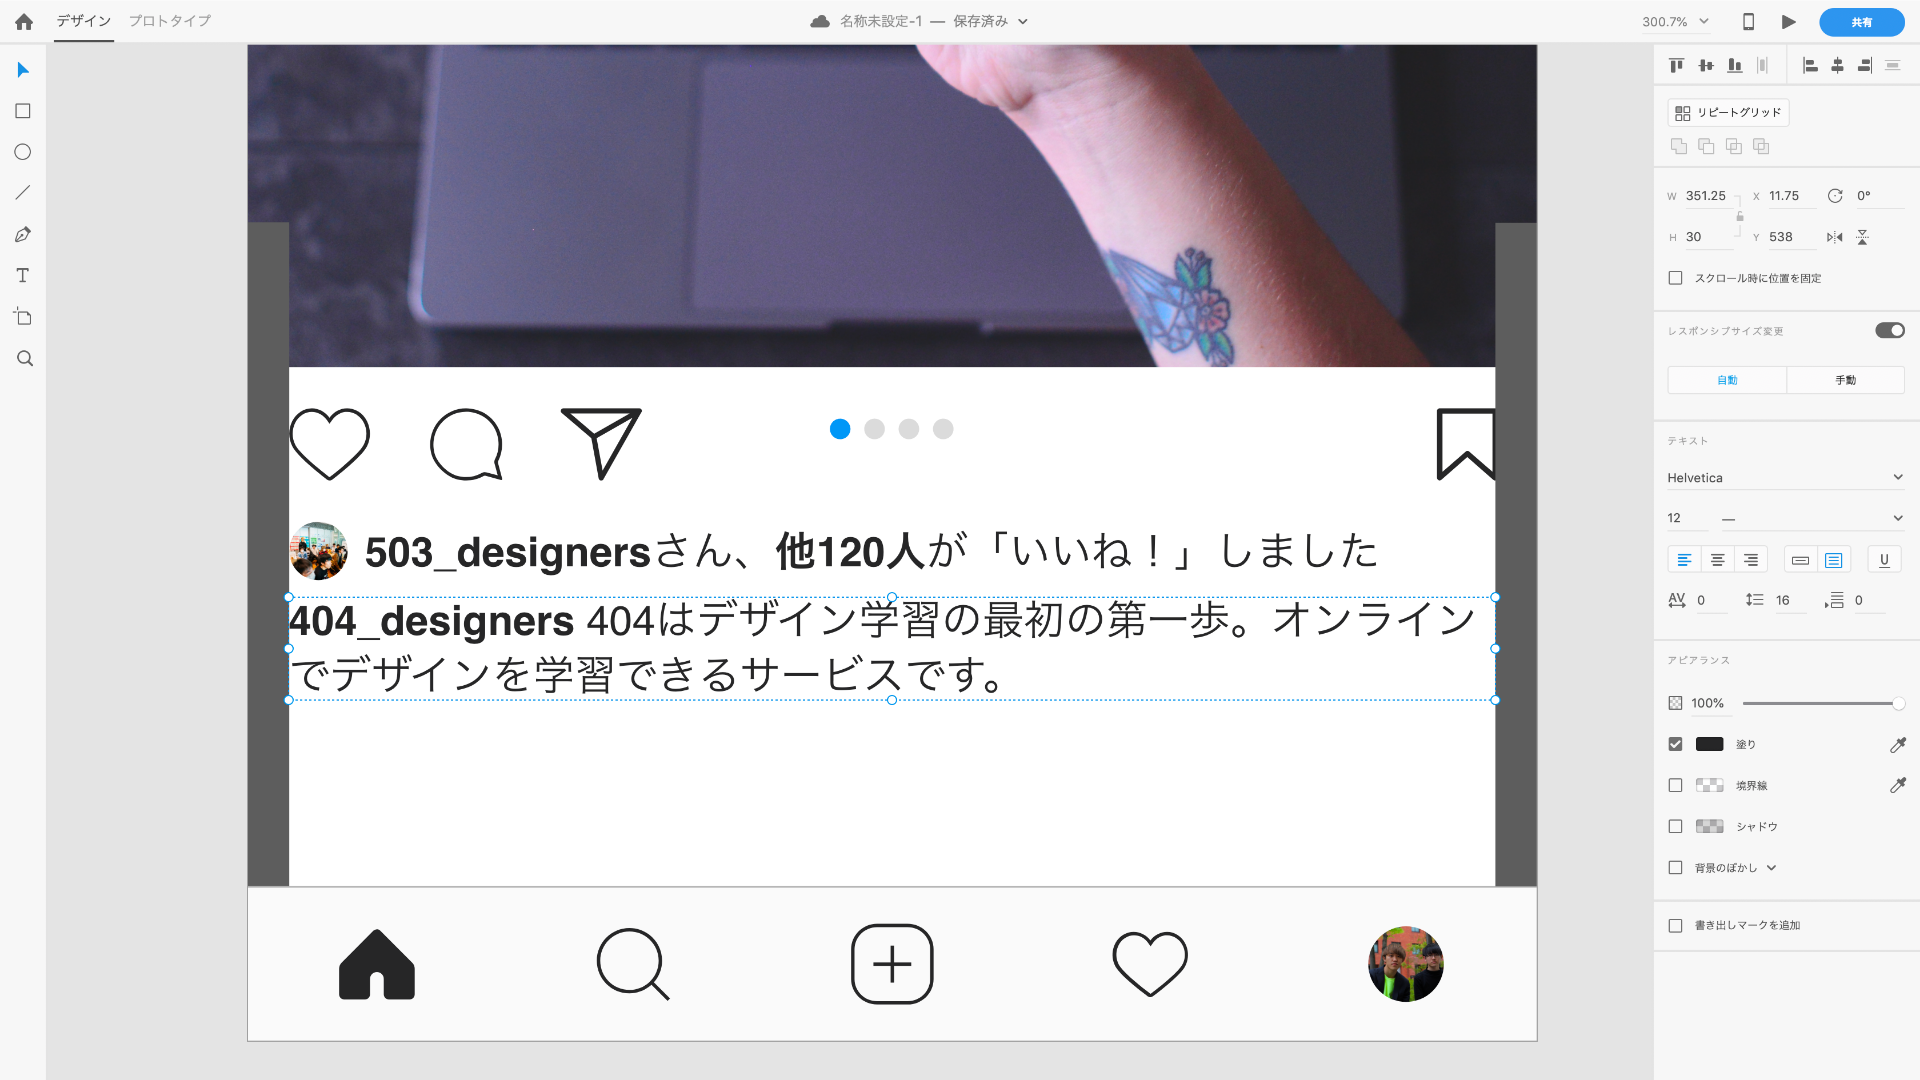 デザイン プロトタイプ
名称未設定-1 — 保存済み
300.7%
共有
リピートグリッド
W 351.25 X 11.75 0°
H 30 Y 538
スクロール時に位置を固定
レスポンシブサイズ変更
自動 手動
テキスト
Helvetica
12 —
U
AV 0 16 0
アピアランス
100%
塗り
境界線
シャドウ
背景のぼかし
書き出しマークを追加
T
503_designersさん、他120人が「いいね！」しました
404_designers 404はデザイン学習の最初の第一歩。オンライン
でデザインを学習できるサービスです。